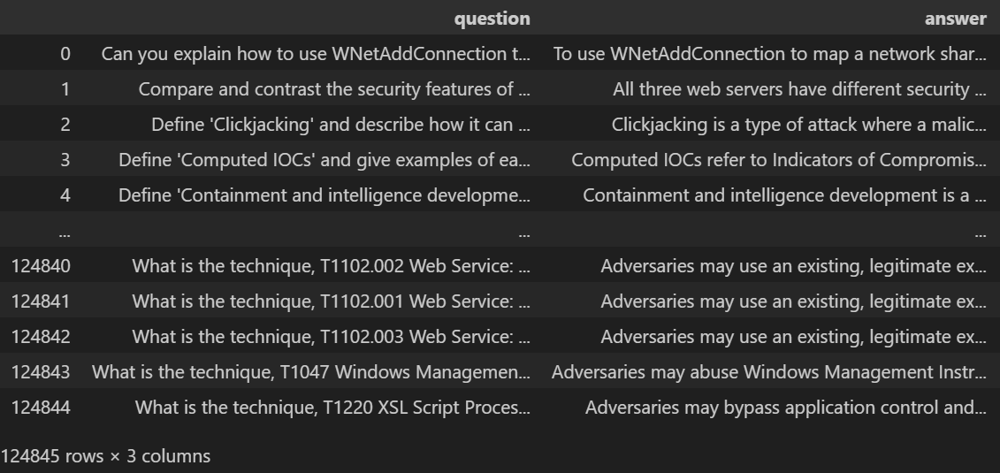 question answer
0 Can you explain how to use WNetAddConnection t... To use WNetAddConnection to map a network shar...
1 Compare and contrast the security features of ... All three web servers have different security ...
2 Define 'Clickjacking' and describe how it can ... Clickjacking is a type of attack where a malic...
3 Define 'Computed IOCs' and give examples of ea... Computed IOCs refer to Indicators of Compromis...
4 Define 'Containment and intelligence developme... Containment and intelligence development is a ...
... ... ...
124840 What is the technique, T1102.002 Web Service: ... Adversaries may use an existing, legitimate ex...
124841 What is the technique, T1102.001 Web Service: ... Adversaries may use an existing, legitimate ex...
124842 What is the technique, T1102.003 Web Service: ... Adversaries may use an existing, legitimate ex...
124843 What is the technique, T1047 Windows Managemen... Adversaries may abuse Windows Management Instr...
124844 What is the technique, T1220 XSL Script Proces... Adversaries may bypass application control and...
124845 rows × 3 columns